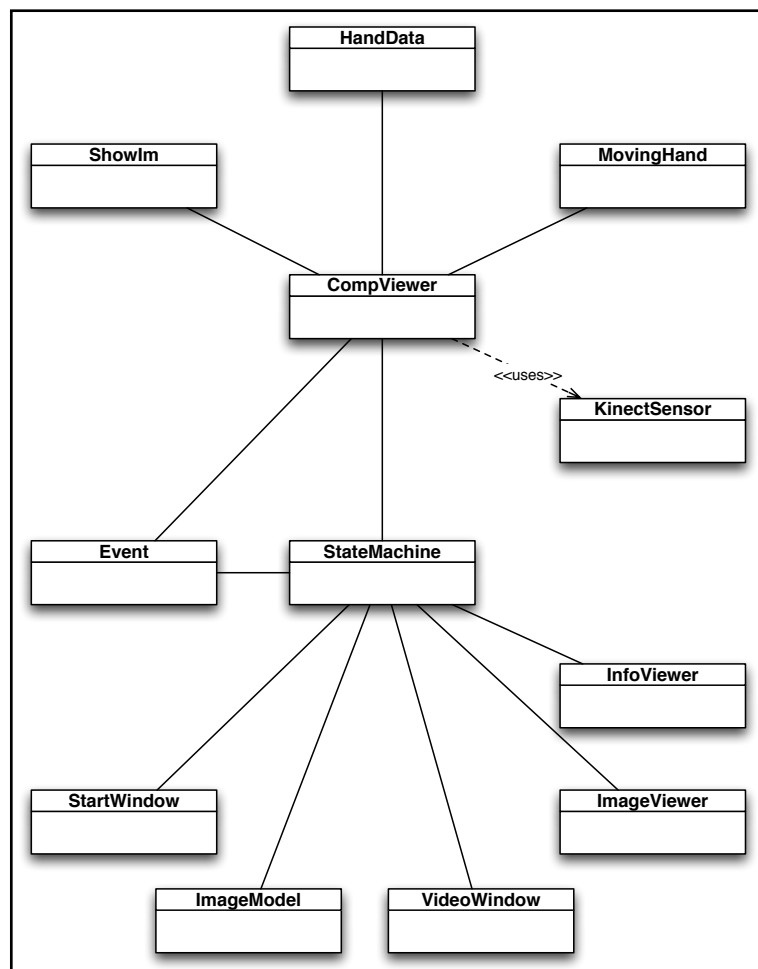 HandData
ShowIm
MovingHand
CompViewer
<<uses>>
KinectSensor
Event
StateMachine
InfoViewer
StartWindow
ImageViewer
ImageModel
VideoWindow